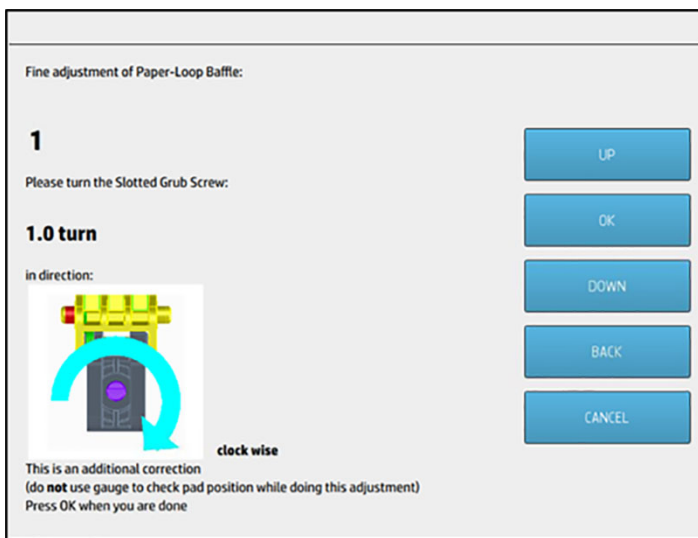 Fine adjustment of Paper-Loop Baffle:
1
Please turn the Slotted Grub Screw:
1.0 turn
in direction:
clock wise
This is an additional correction
(do not use gauge to check pad position while doing this adjustment)
Press OK when you are done
UP
OK
DOWN
BACK
CANCEL